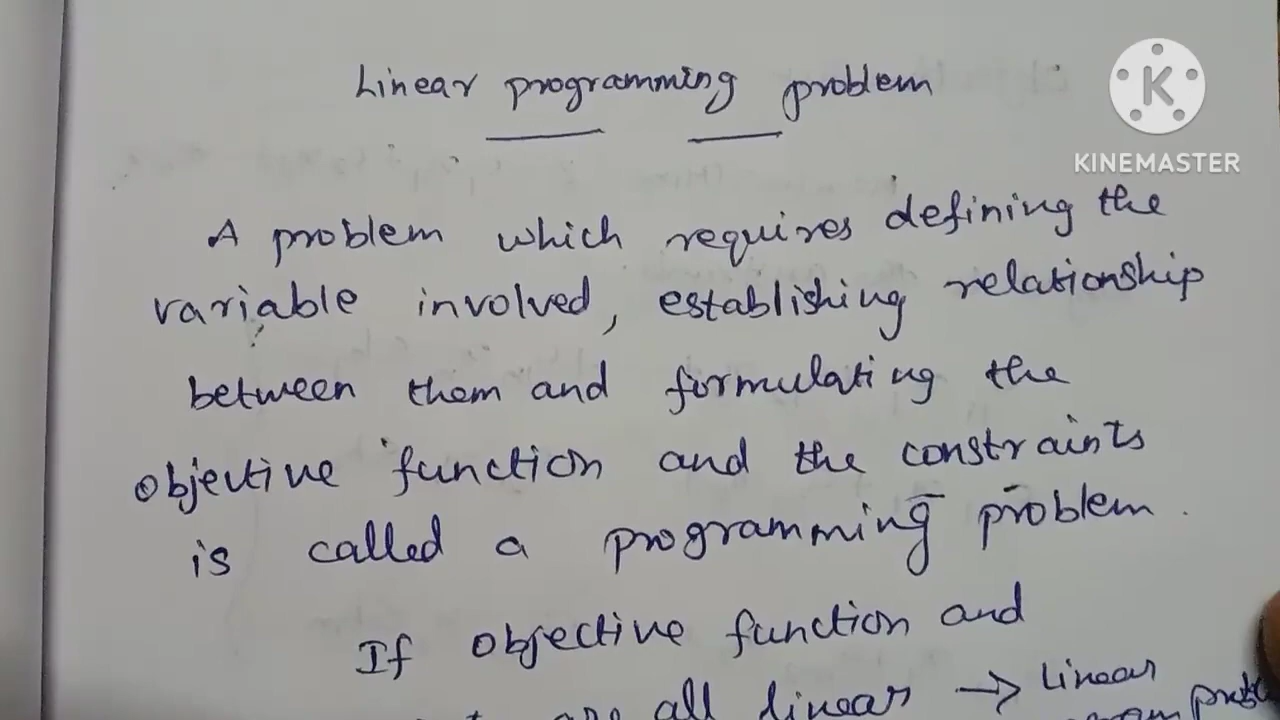 Linear programming problem
KINEMASTER
A problem which requires defining the
variable involved, establishing relationship
between them and formulating the
objective function and the constraints
is called a programming problem.
If objective function and
are all linear → Linear